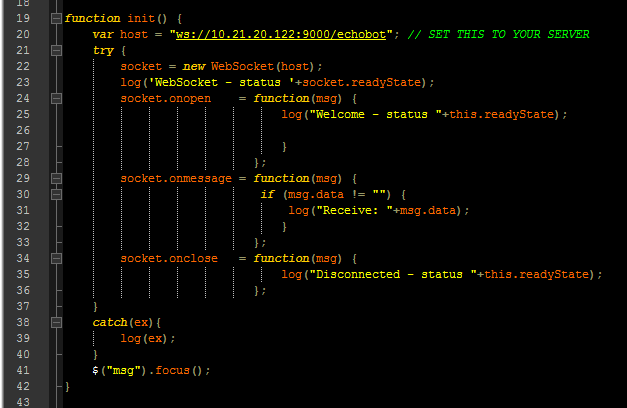 18
19 function init() {
20 var host = "ws://10.21.20.122:9000/echobot"; // SET THIS TO YOUR SERVER
21 try {
22 socket = new WebSocket(host);
23 log('WebSocket - status '+socket.readyState);
24 socket.onopen = function(msg) {
25 log("Welcome - status "+this.readyState);
26
27 }
28 };
29 socket.onmessage = function(msg) {
30 if (msg.data != "") {
31 log("Receive: "+msg.data);
32 }
33 };
34 socket.onclose = function(msg) {
35 log("Disconnected - status "+this.readyState);
36 };
37 }
38 catch(ex){
39 log(ex);
40 }
41 $("msg").focus();
42 }
43